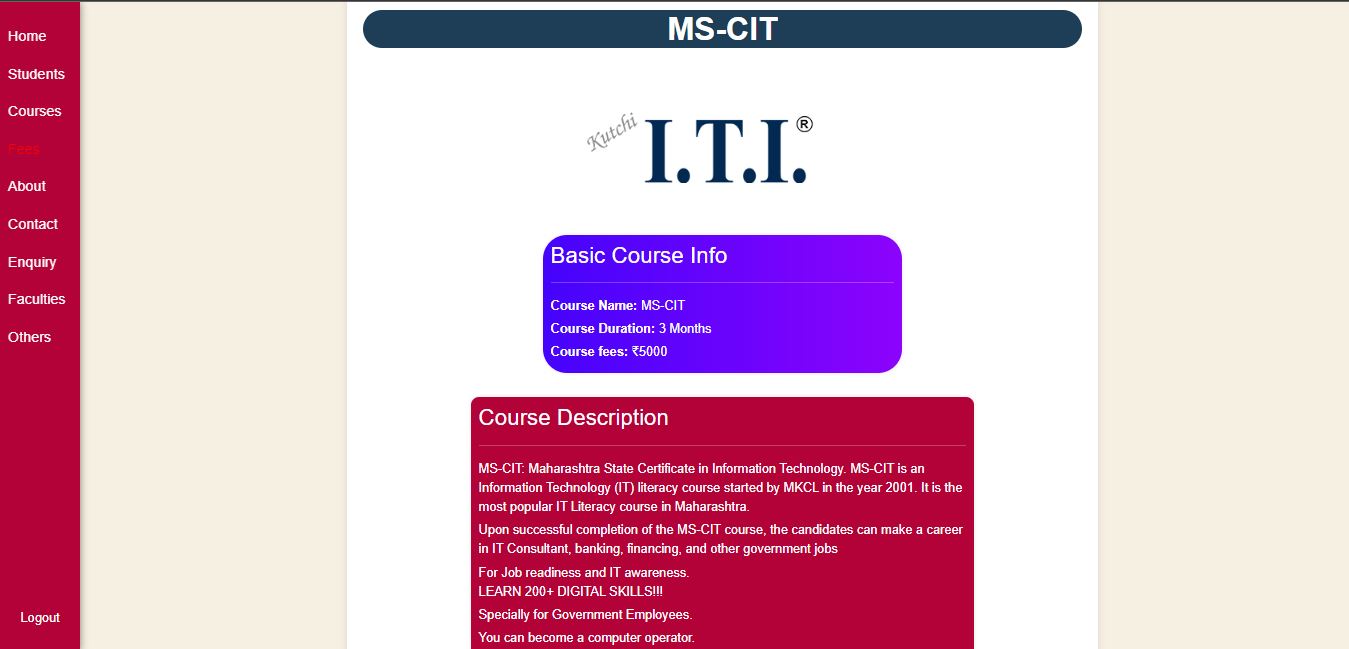 Home
Students
Courses
Fees
About
Contact
Enquiry
Faculties
Others
Logout
MS-CIT
Kutchi I.T.I.®
Basic Course Info
Course Name: MS-CIT
Course Duration: 3 Months
Course fees: ₹5000
Course Description
MS-CIT: Maharashtra State Certificate in Information Technology. MS-CIT is an
Information Technology (IT) literacy course started by MKCL in the year 2001. It is the
most popular IT Literacy course in Maharashtra.
Upon successful completion of the MS-CIT course, the candidates can make a career
in IT Consultant, banking, financing, and other government jobs
For Job readiness and IT awareness.
LEARN 200+ DIGITAL SKILLS!!!
Specially for Government Employees.
You can become a computer operator.